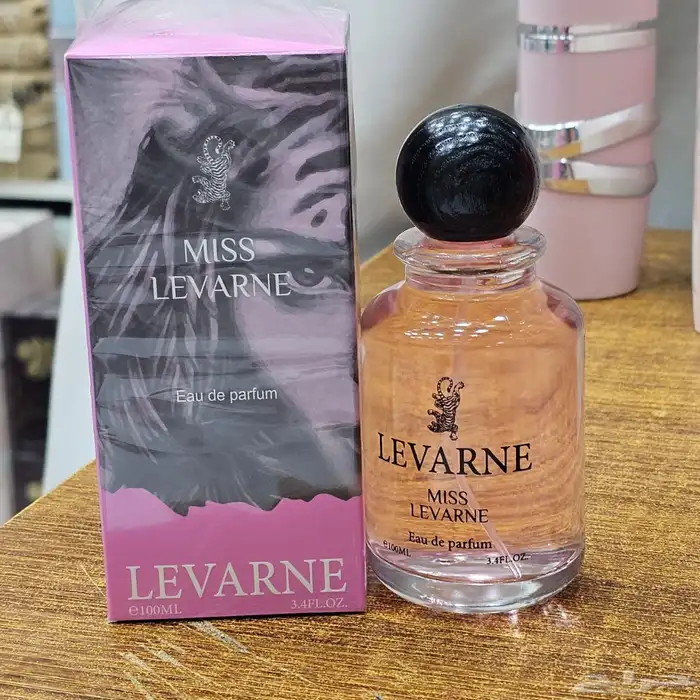 MISS
LEVARNE
Eau de parfum
LEVARNE
℮100ML 3.4FL.OZ.
LEVARNE
MISS
LEVARNE
Eau de parfum
℮100ML 3.4FL.OZ.
حراج